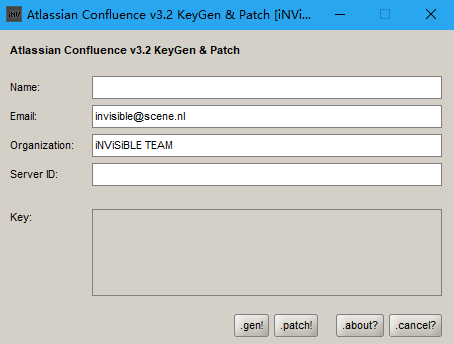 iNV Atlassian Confluence v3.2 KeyGen & Patch [iNVi...
Atlassian Confluence v3.2 KeyGen & Patch
Name:
Email: invisible@scene.nl
Organization: iNViSiBLE TEAM
Server ID:
Key:
.gen! .patch! .about? .cancel?